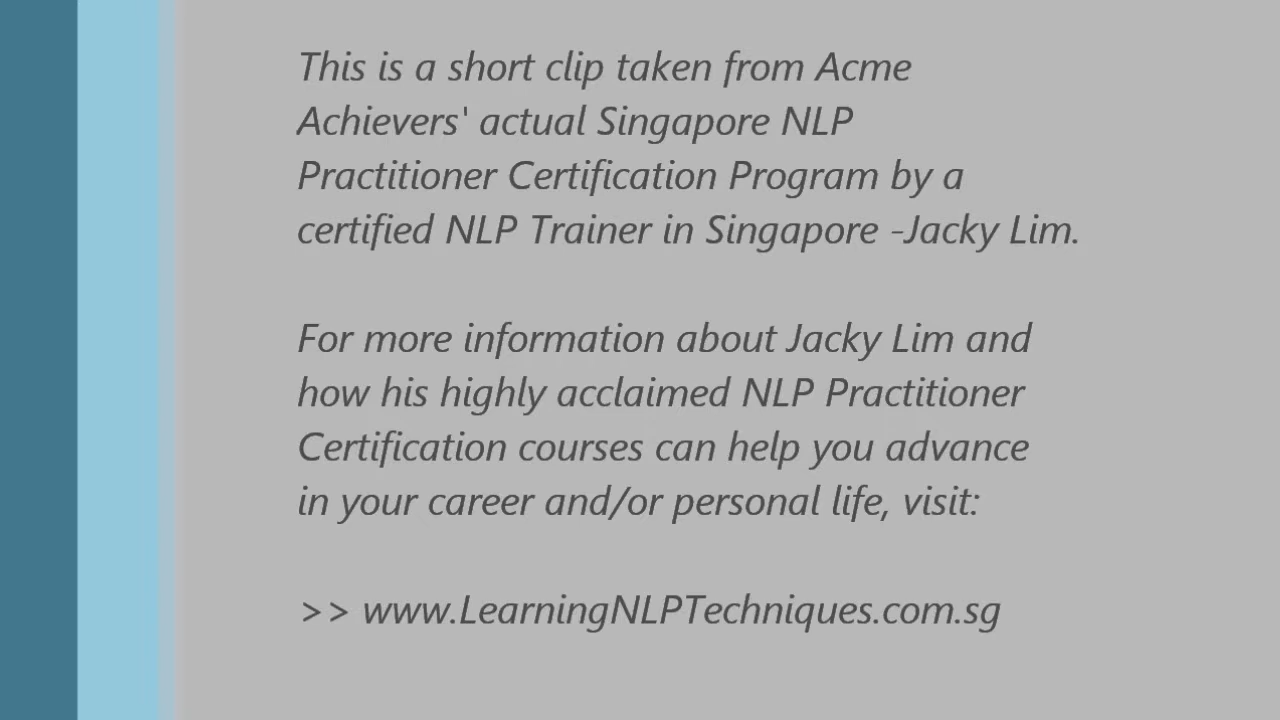 This is a short clip taken from Acme
Achievers' actual Singapore NLP
Practitioner Certification Program by a
certified NLP Trainer in Singapore -Jacky Lim.
For more information about Jacky Lim and
how his highly acclaimed NLP Practitioner
Certification courses can help you advance
in your career and/or personal life, visit:
>> www.LearningNLPTechniques.com.sg